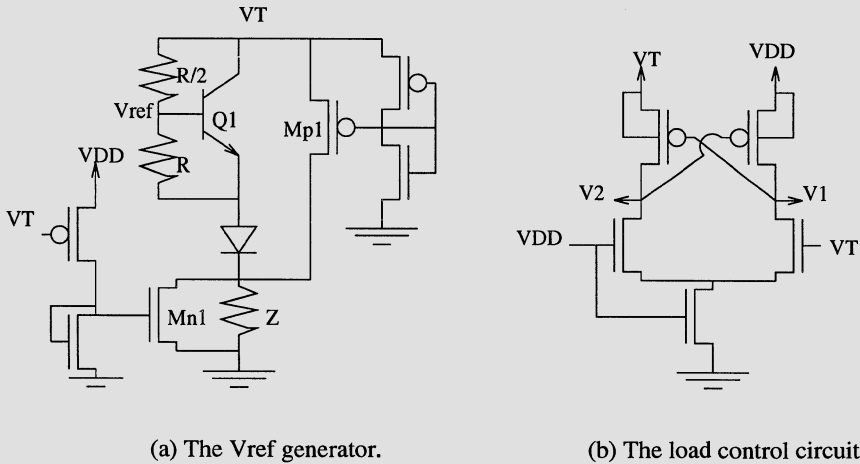 VT
R/2
Vref
Q1
Mp1
R
VDD
VT
Mn1
Z
(a) The Vref generator.
VT
VDD
V2
V1
VDD
VT
(b) The load control circuit